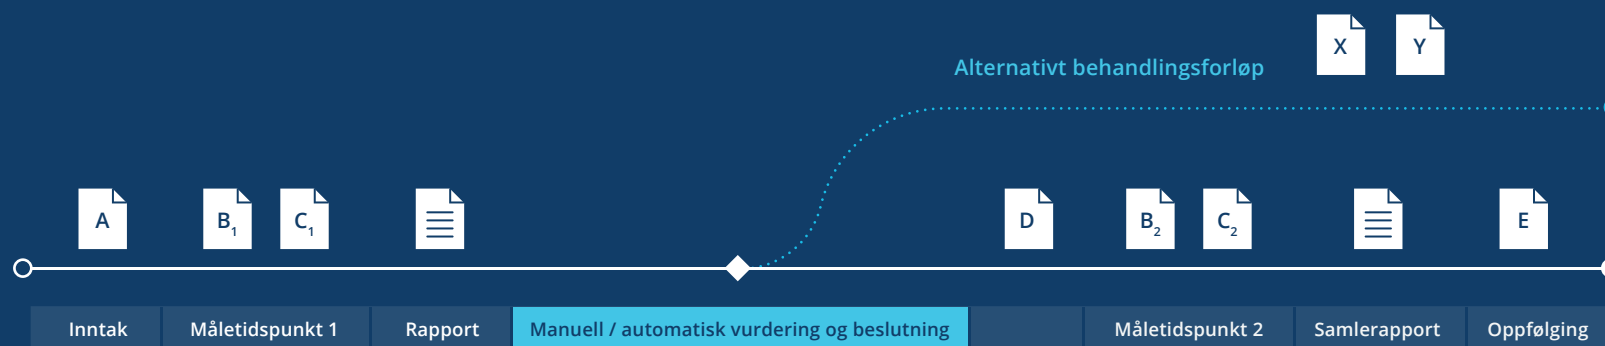 X Y
Alternativt behandlingsforløp
A B₁ C₁ D B₂ C₂ E
Inntak Måletidspunkt 1 Rapport Manuell / automatisk vurdering og beslutning Måletidspunkt 2 Samlerapport Oppfølging